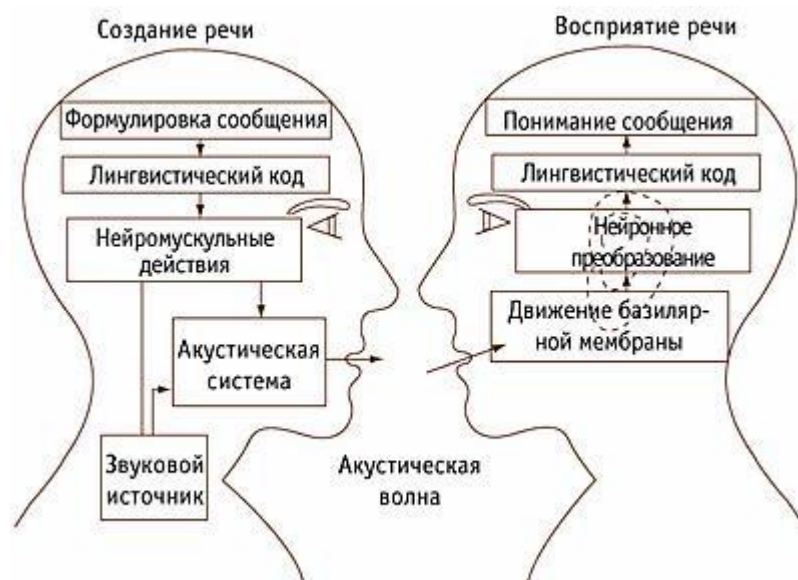 Создание речи
Формулировка сообщения
Лингвистический код
Нейромускульные
действия
Акустическая
система
Звуковой
источник
Акустическая
волна
Восприятие речи
Понимание сообщения
Лингвистический код
Нейронное
преобразование
Движение базиляр-
ной мембраны